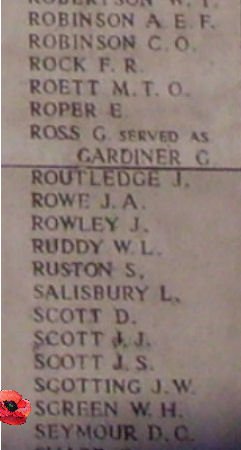 ROBERTSON W. T.
ROBINSON A. E. F.
ROBINSON C. O.
ROCK F. R.
ROETT M. T. O.
ROPER E.
ROSS G. SERVED AS
GARDINER G.
ROUTLEDGE J.
ROWE J. A.
ROWLEY J.
RUDDY W. L.
RUSTON S.
SALISBURY L.
SCOTT D.
SCOTT J. J.
SCOTT J. S.
SCOTTING J. W.
SCREEN W. H.
SEYMOUR D. C.